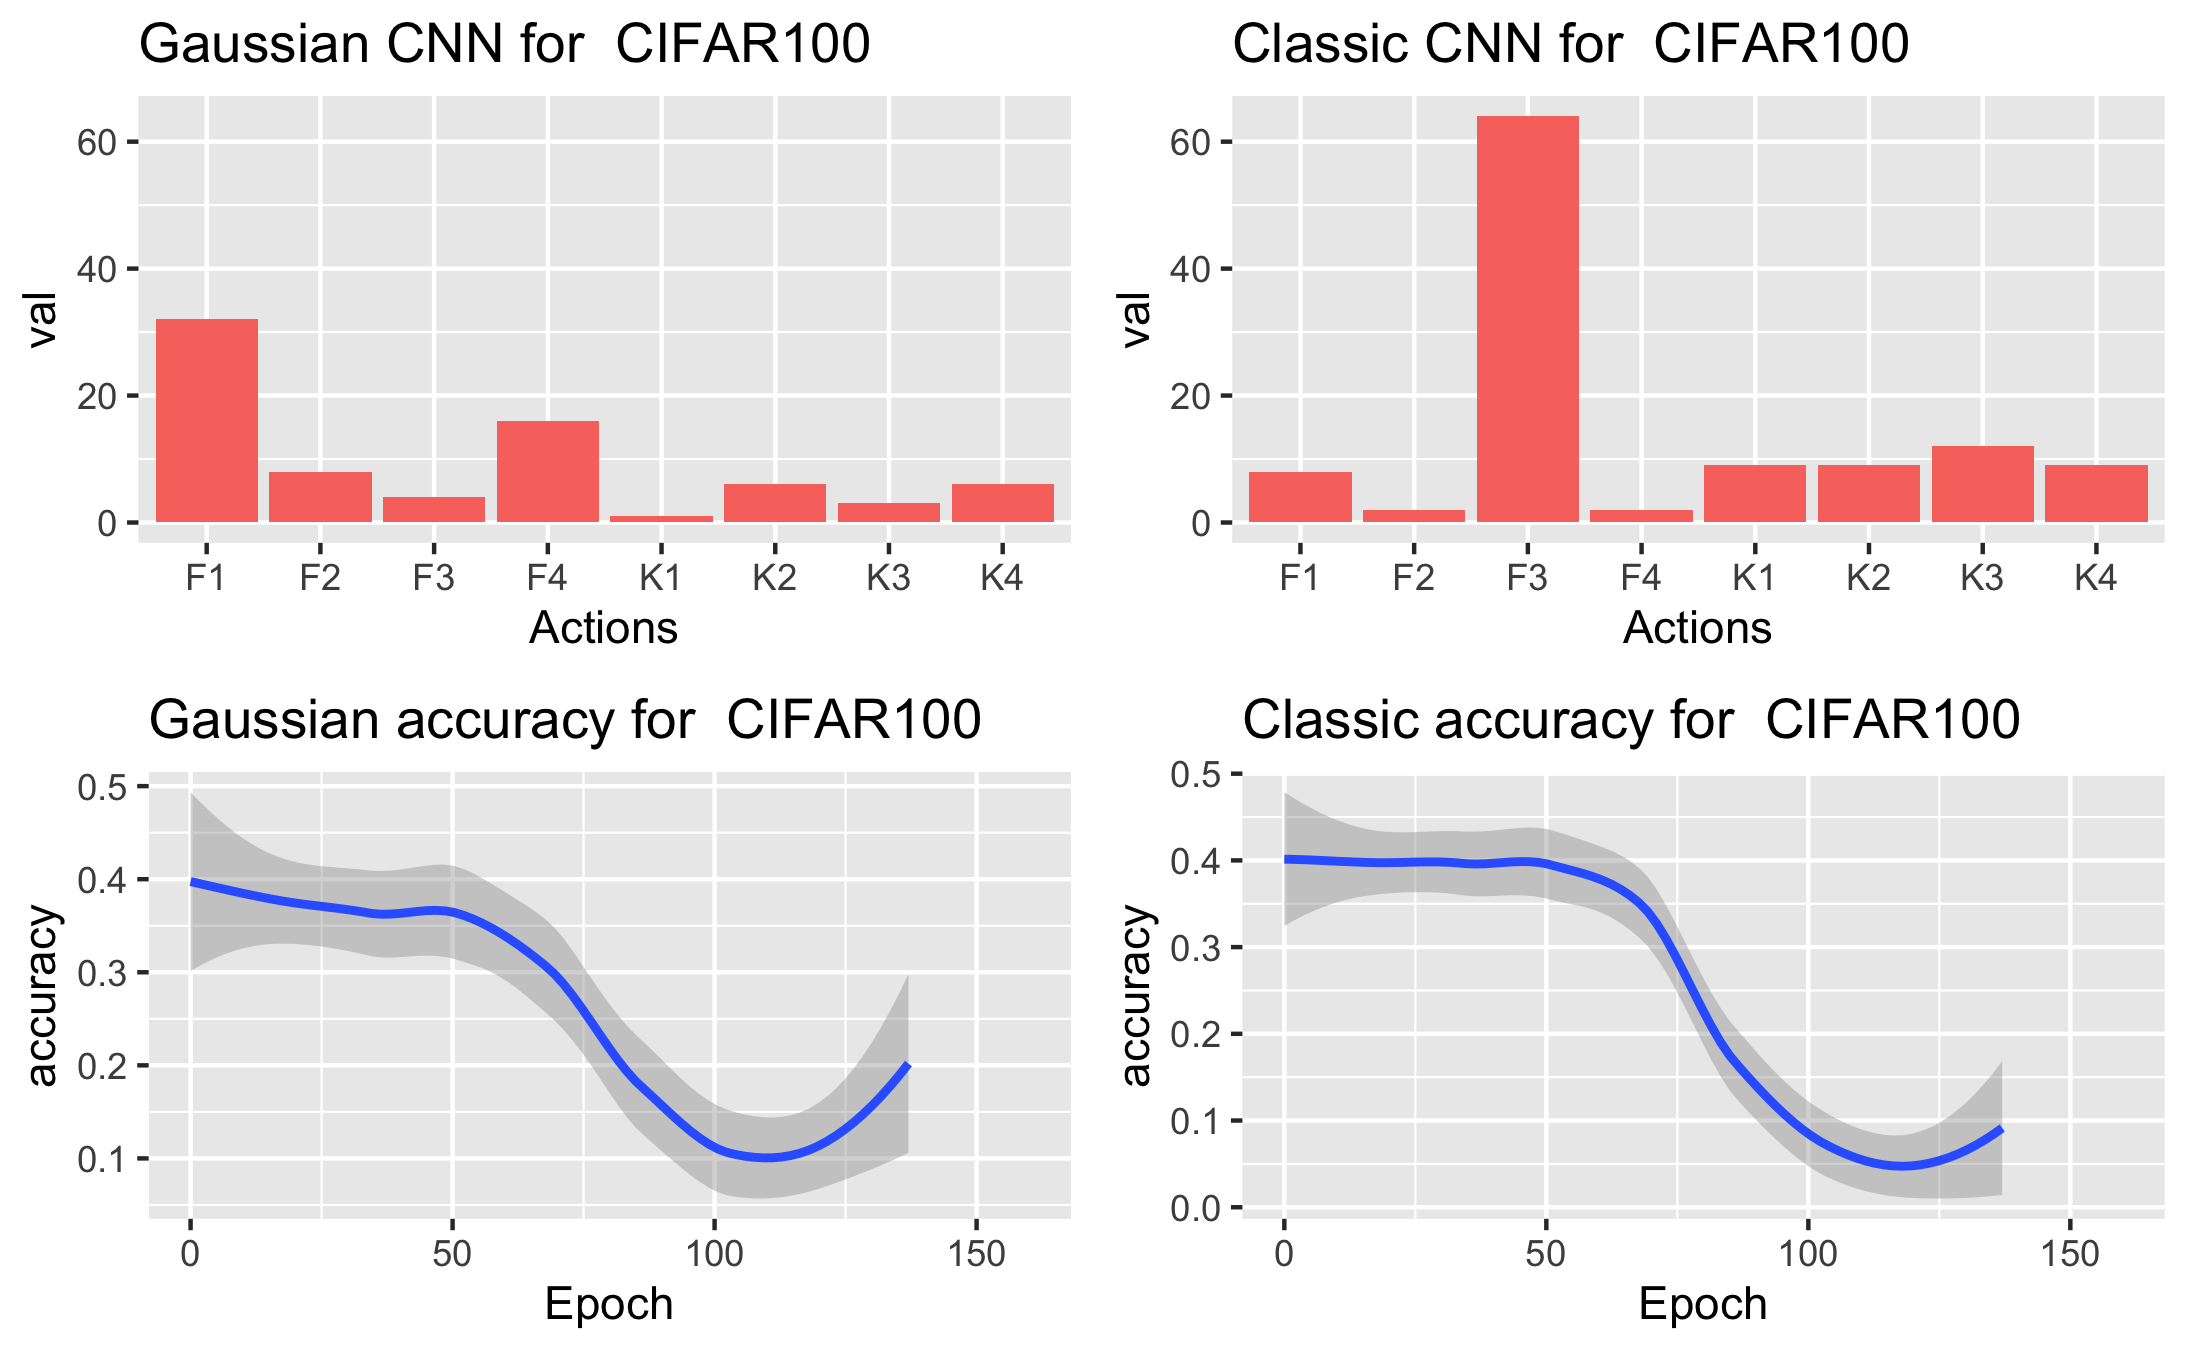 Gaussian CNN for  CIFAR100
60
40
20
0
val
F1 F2 F3 F4 K1 K2 K3 K4
Actions
Classic CNN for  CIFAR100
60
40
20
0
val
F1 F2 F3 F4 K1 K2 K3 K4
Actions
Gaussian accuracy for  CIFAR100
0.5
0.4
0.3
0.2
0.1
accuracy
0 50 100 150
Epoch
Classic accuracy for  CIFAR100
0.5
0.4
0.3
0.2
0.1
0.0
accuracy
0 50 100 150
Epoch